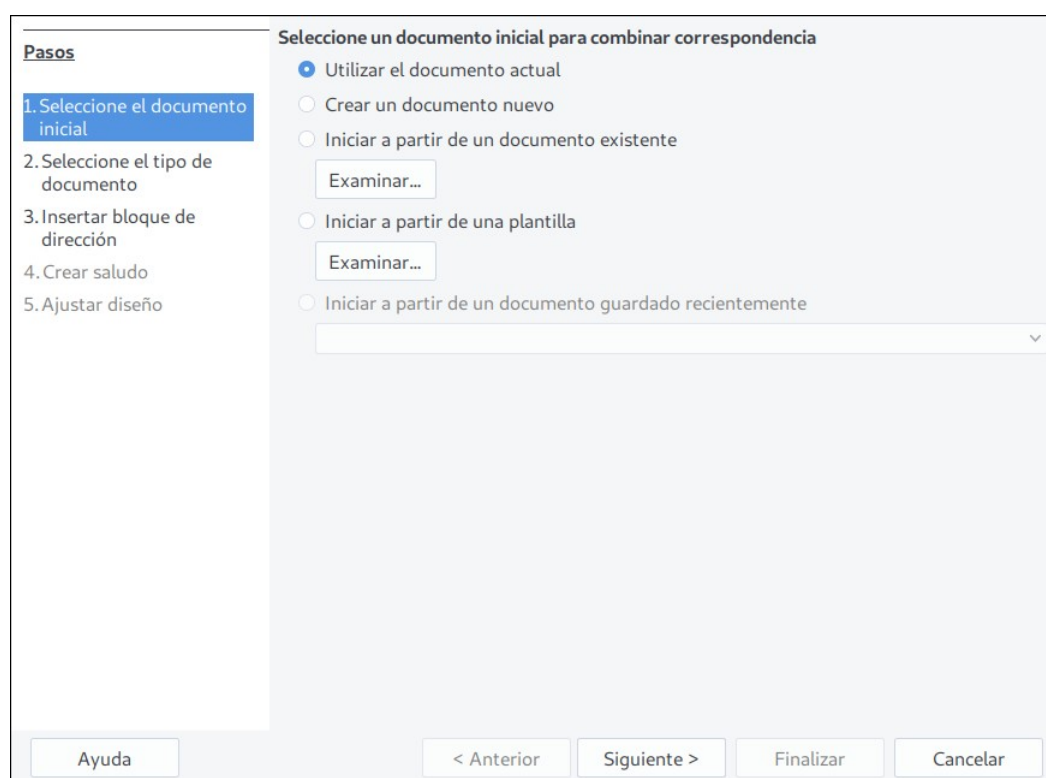 Pasos
1. Seleccione el documento
inicial
2. Seleccione el tipo de
documento
3. Insertar bloque de
dirección
4. Crear saludo
5. Ajustar diseño
Seleccione un documento inicial para combinar correspondencia
Utilizar el documento actual
Crear un documento nuevo
Iniciar a partir de un documento existente
Examinar...
Iniciar a partir de una plantilla
Examinar...
Iniciar a partir de un documento guardado recientemente
Ayuda
< Anterior
Siguiente >
Finalizar
Cancelar